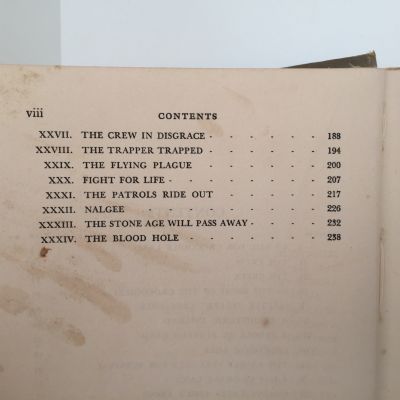 viii CONTENTS
XXVII. THE CREW IN DISGRACE - - - - - 188
XXVIII. THE TRAPPER TRAPPED - - - - - 194
XXIX. THE FLYING PLAGUE - - - - - 200
XXX. FIGHT FOR LIFE - - - - - - 207
XXXI. THE PATROLS RIDE OUT - - - - 217
XXXII. NALGEE - - - - - - - 226
XXXIII. THE STONE AGE WILL PASS AWAY - - - 232
XXXIV. THE BLOOD HOLE - - - - - 238